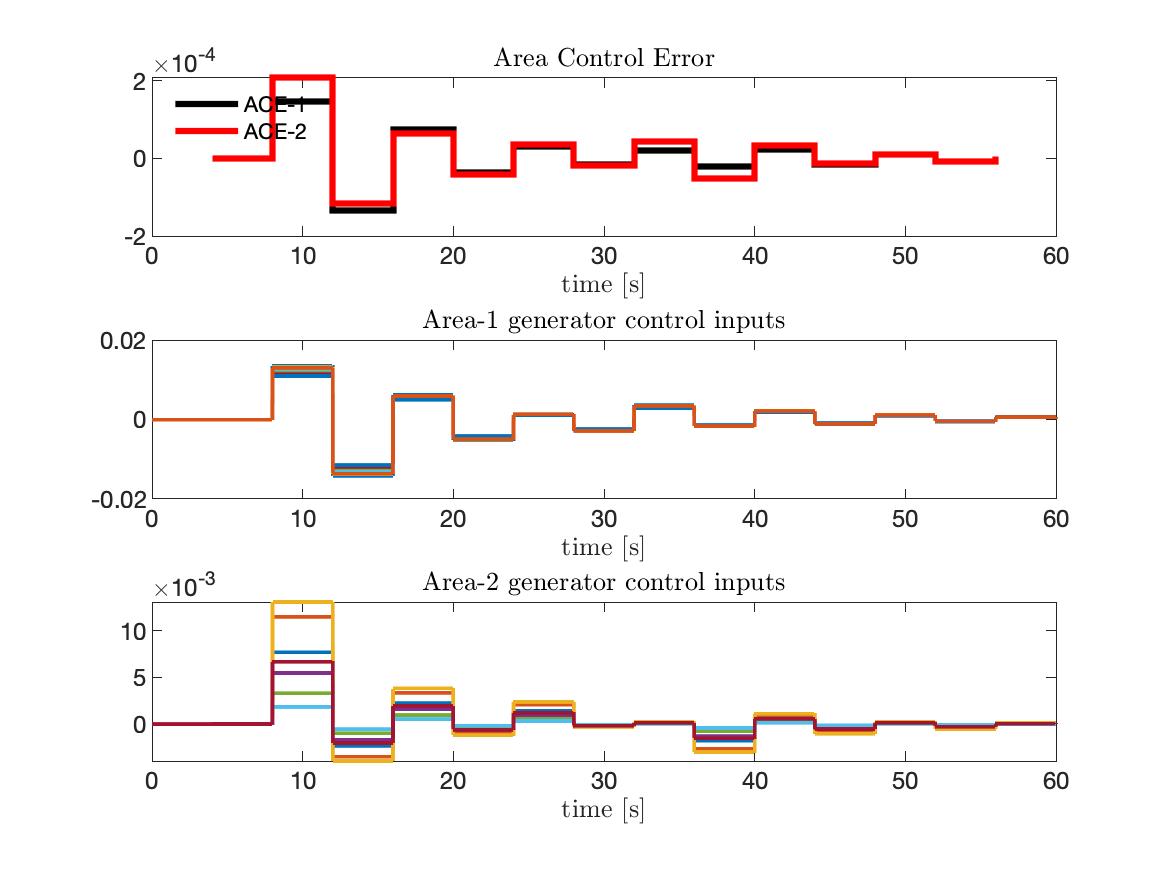 ×10-4
Area Control Error
2
0
-2
ACE-1
ACE-2
0 10 20 30 40 50 60
time [s]
Area-1 generator control inputs
0.02
0
-0.02
0 10 20 30 40 50 60
time [s]
×10-3
Area-2 generator control inputs
10
5
0
0 10 20 30 40 50 60
time [s]